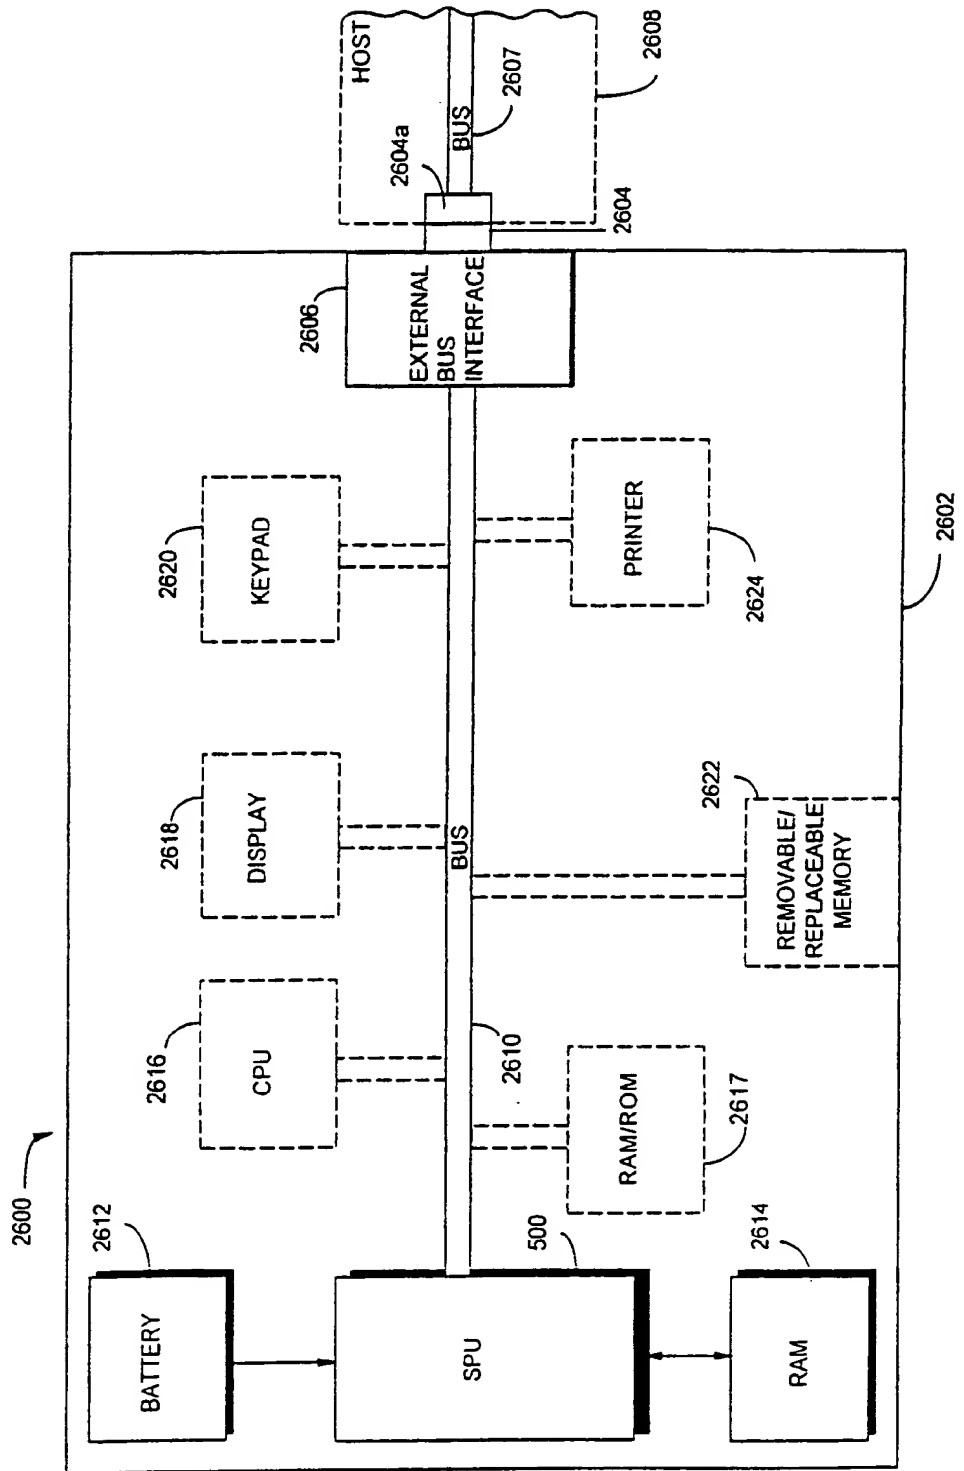 2600
BATTERY
2612
SPU
500
RAM
2614
CPU
2616
RAM/ROM
2617
BUS
2610
DISPLAY
2618
REMOVABLE/
REPLACEABLE
MEMORY
2622
KEYPAD
2620
PRINTER
2624
EXTERNAL
BUS
INTERFACE
2606
2602
2604
2604a
HOST
BUS
2607
2608